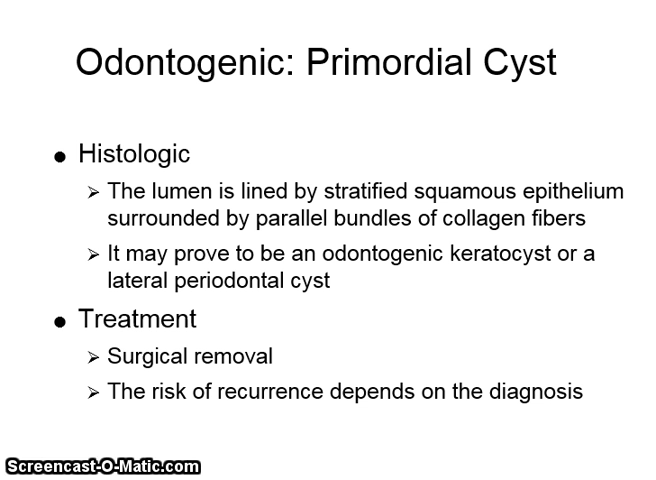 Odontogenic: Primordial Cyst
● Histologic
➢ The lumen is lined by stratified squamous epithelium
surrounded by parallel bundles of collagen fibers
➢ It may prove to be an odontogenic keratocyst or a
lateral periodontal cyst
● Treatment
➢ Surgical removal
➢ The risk of recurrence depends on the diagnosis
Screencast-O-Matic.com